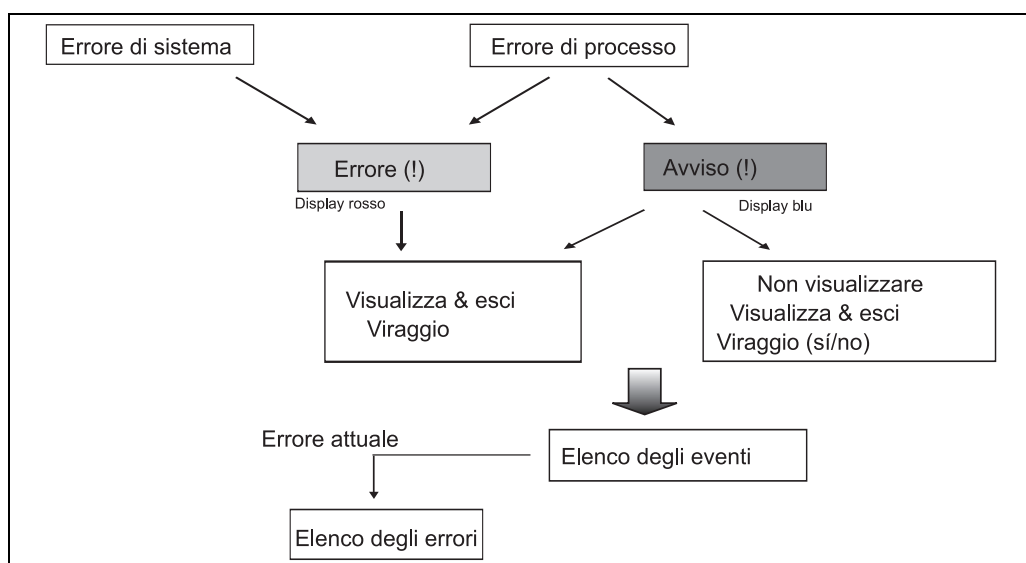 Errore di sistema
Errore di processo
Errore (!)
Avviso (!)
Display rosso
Display blu
Visualizza & esci
Viraggio
Non visualizzare
Visualizza & esci
Viraggio (sí/no)
Errore attuale
Elenco degli eventi
Elenco degli errori